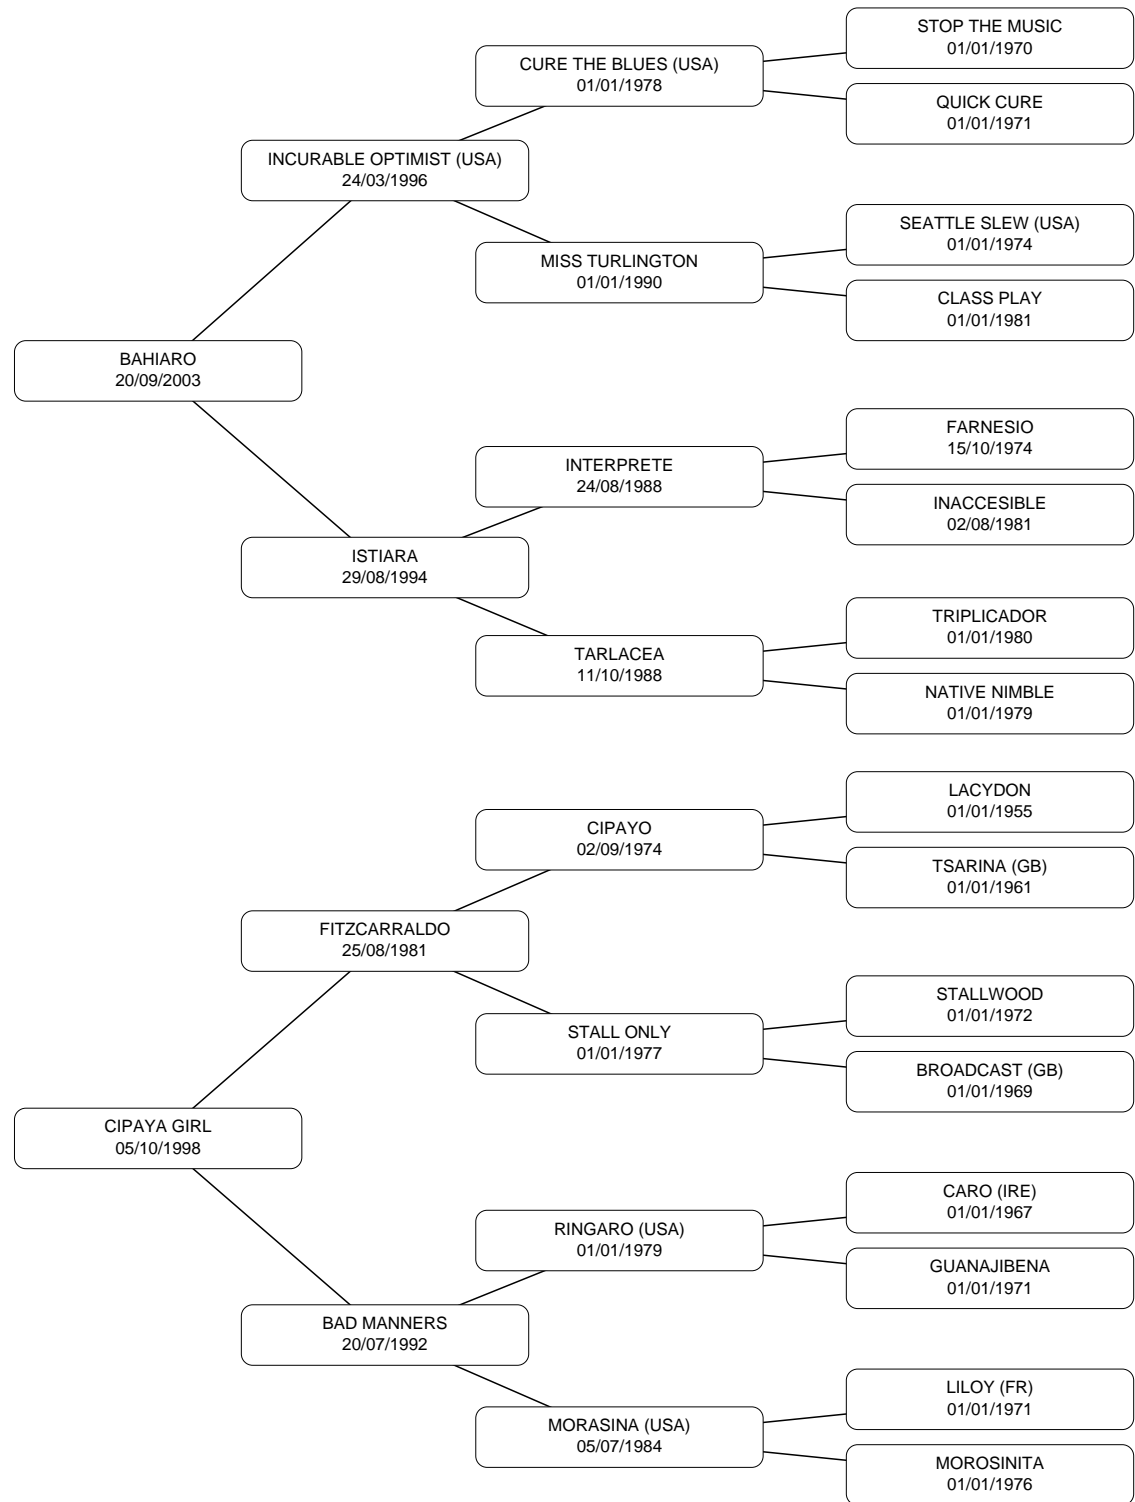 STOP THE MUSIC
01/01/1970
CURE THE BLUES (USA)
01/01/1978
QUICK CURE
01/01/1971
INCURABLE OPTIMIST (USA)
24/03/1996
SEATTLE SLEW (USA)
01/01/1974
MISS TURLINGTON
01/01/1990
CLASS PLAY
01/01/1981
BAHIARO
20/09/2003
FARNESIO
15/10/1974
INTERPRETE
24/08/1988
INACCESIBLE
02/08/1981
ISTIARA
29/08/1994
TRIPLICADOR
01/01/1980
TARLACEA
11/10/1988
NATIVE NIMBLE
01/01/1979
LACYDON
01/01/1955
CIPAYO
02/09/1974
TSARINA (GB)
01/01/1961
FITZCARRALDO
25/08/1981
STALLWOOD
01/01/1972
STALL ONLY
01/01/1977
BROADCAST (GB)
01/01/1969
CIPAYA GIRL
05/10/1998
CARO (IRE)
01/01/1967
RINGARO (USA)
01/01/1979
GUANAJIBENA
01/01/1971
BAD MANNERS
20/07/1992
LILOY (FR)
01/01/1971
MORASINA (USA)
05/07/1984
MOROSINITA
01/01/1976